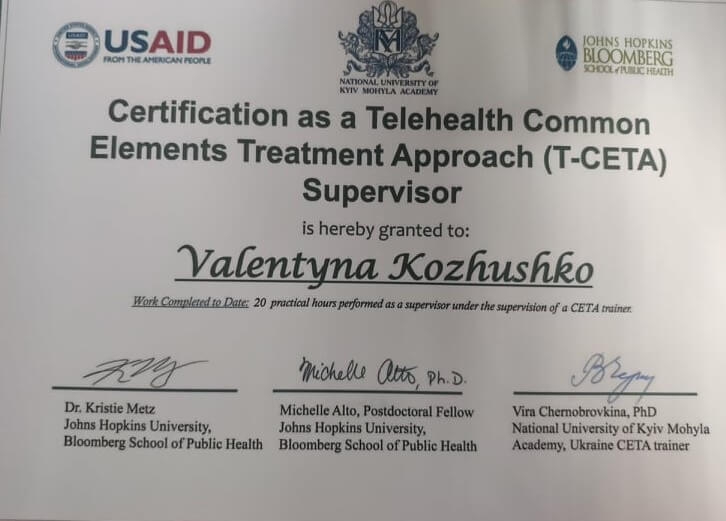 USAID
FROM THE AMERICAN PEOPLE
NATIONAL UNIVERSITY OF
KYIV MOHYLA ACADEMY
JOHNS HOPKINS
BLOOMBERG
SCHOOL of PUBLIC HEALTH
Certification as a Telehealth Common
Elements Treatment Approach (T-CETA)
Supervisor
is hereby granted to:
Valentyna Kozhushko
Work Completed to Date: 20 practical hours performed as a supervisor under the supervision of a CETA trainer.
Michelle Alto, Ph.D.
Dr. Kristie Metz
Johns Hopkins University,
Bloomberg School of Public Health
Michelle Alto, Postdoctoral Fellow
Johns Hopkins University,
Bloomberg School of Public Health
Vira Chernobrovkina, PhD
National University of Kyiv Mohyla
Academy, Ukraine CETA trainer